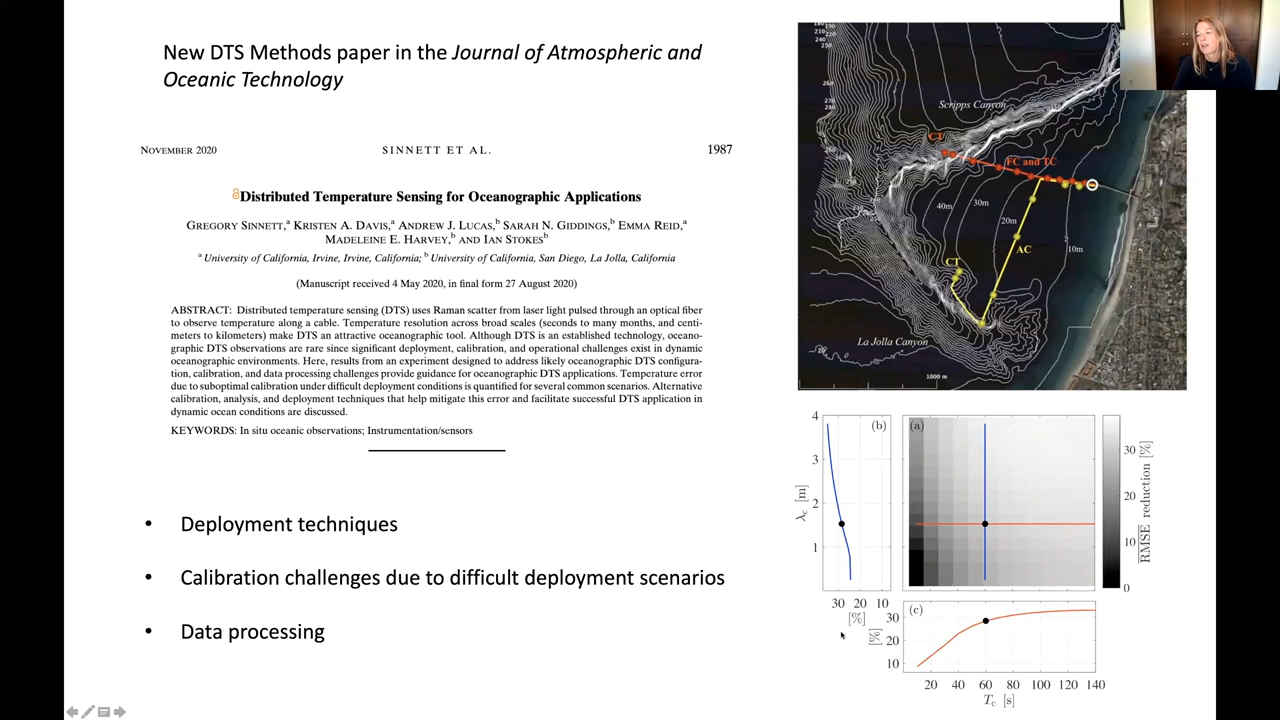 New DTS Methods paper in the Journal of Atmospheric and
Oceanic Technology
NOVEMBER 2020 SINNETT ET AL. 1987
Distributed Temperature Sensing for Oceanographic Applications
GREGORY SINNETT,a KRISTEN A. DAVIS,a ANDREW J. LUCAS,b SARAH N. GIDDINGS,b EMMA REID,a
MADELEINE E. HARVEY,b AND IAN STOKESb
a University of California, Irvine, Irvine, California; b University of California, San Diego, La Jolla, California
(Manuscript received 4 May 2020, in final form 27 August 2020)
ABSTRACT: Distributed temperature sensing (DTS) uses Raman scatter from laser light pulsed through an optical fiber
to observe temperature along a cable. Temperature resolution across broad scales (seconds to many months, and centi-
meters to kilometers) make DTS an attractive oceanographic tool. Although DTS is an established technology, oceano-
graphic DTS observations are rare since significant deployment, calibration, and operational challenges exist in dynamic
oceanographic environments. Here, results from an experiment designed to address likely oceanographic DTS configura-
tion, calibration, and data processing challenges provide guidance for oceanographic DTS applications. Temperature error
due to suboptimal calibration under difficult deployment conditions is quantified for several common scenarios. Alternative
calibration, analysis, and deployment techniques that help mitigate this error and facilitate successful DTS application in
dynamic ocean conditions are discussed.
KEYWORDS: In situ oceanic observations; Instrumentation/sensors
• Deployment techniques
• Calibration challenges due to difficult deployment scenarios
• Data processing
Scripps Canyon
CT
FC and TC
40m
30m
20m
10m
AC
CT
La Jolla Canyon
1000 m
4
3
2
1
λc [m]
(b)
30 20 10
[%]
(a)
30
20
10
0
RMSE reduction [%]
(c)
30
20
10
[%]
20 40 60 80 100 120 140
Tc [s]